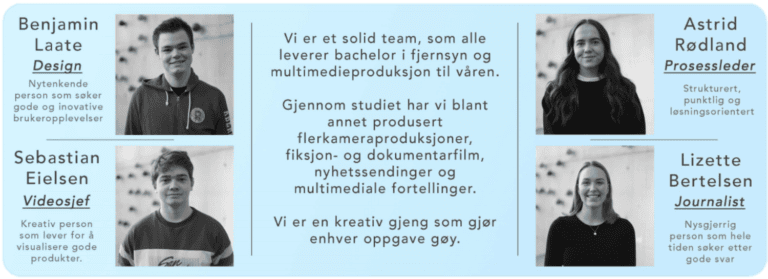 Benjamin
Laate
Design
Nytenkende
person som søker
gode og inovative
brukeropplevelser
Sebastian
Eielsen
Videosjef
Kreativ person
som lever for å
visualisere gode
produkter.
Vi er et solid team, som alle
leverer bachelor i fjernsyn og
multimedieproduksjon til våren.
Gjennom studiet har vi blant
annet produsert
flerkameraproduksjoner,
fiksjon- og dokumentarfilm,
nyhetssendinger og
multimediale fortellinger.
Vi er en kreativ gjeng som gjør
enhver oppgave gøy.
Astrid
Rødland
Prosessleder
Strukturert,
punktlig og
løsningsorientert
Lizette
Bertelsen
Journalist
Nysgjerrig
person som hele
tiden søker etter
gode svar